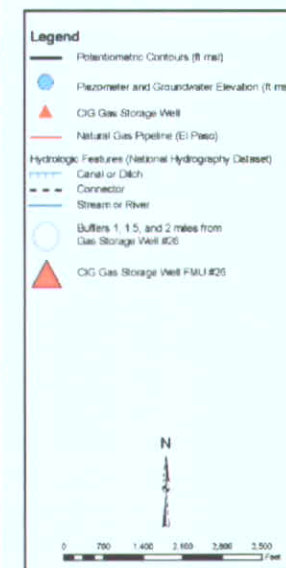 Legend
Potentiometric Contours (ft msl)
Piezometer and Groundwater Elevation (ft ms
CIG Gas Storage Well
Natural Gas Pipeline (El Paso)
Hydrologic Features (National Hydrography Dataset)
Canal or Ditch
Connector
Stream or River
Buffers 1, 1.5, and 2 miles from
Gas Storage Well #26
CIG Gas Storage Well FMU #26
N
0 700 1,400 2,100 2,800 3,500
Feet